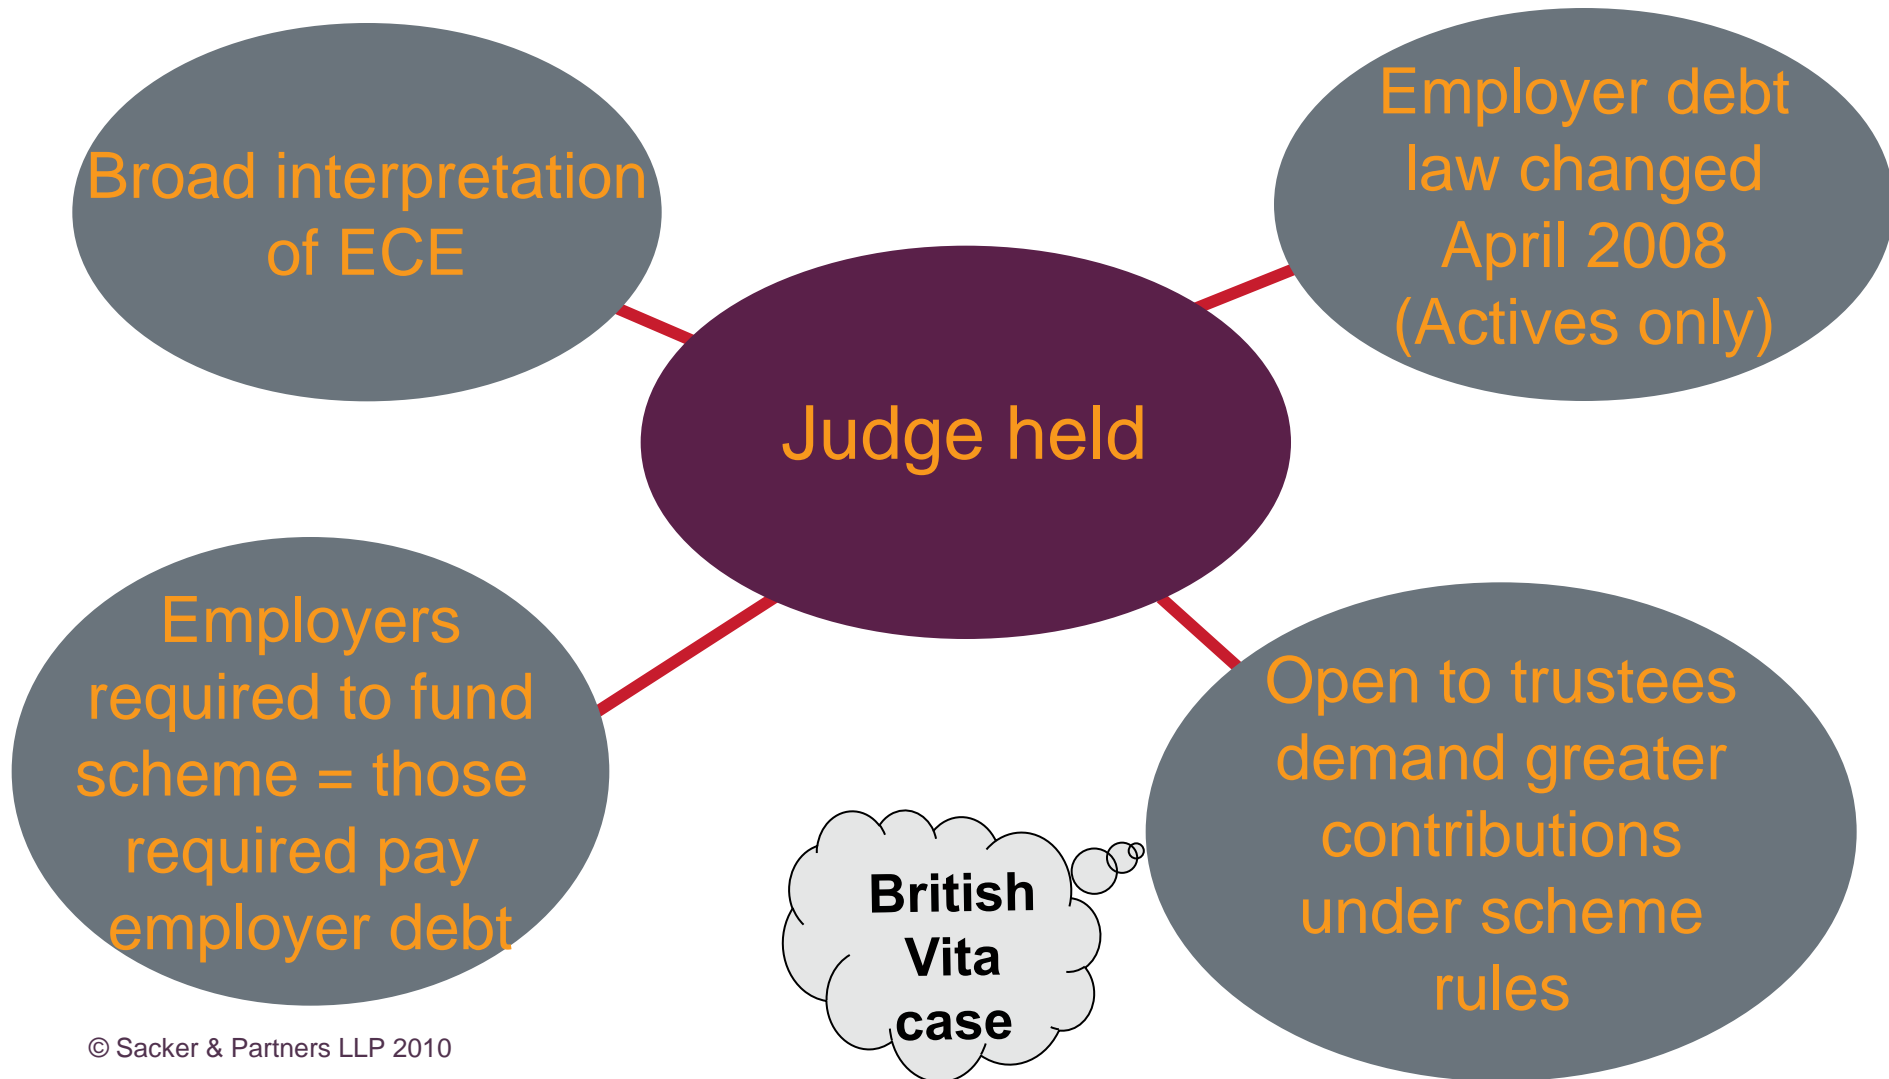 Broad interpretation
of ECE
Employer debt
law changed
April 2008
(Actives only)
Judge held
Employers
required to fund
scheme = those
required pay
employer debt
Open to trustees
demand greater
contributions
under scheme
rules
British
Vita
case
© Sacker & Partners LLP 2010